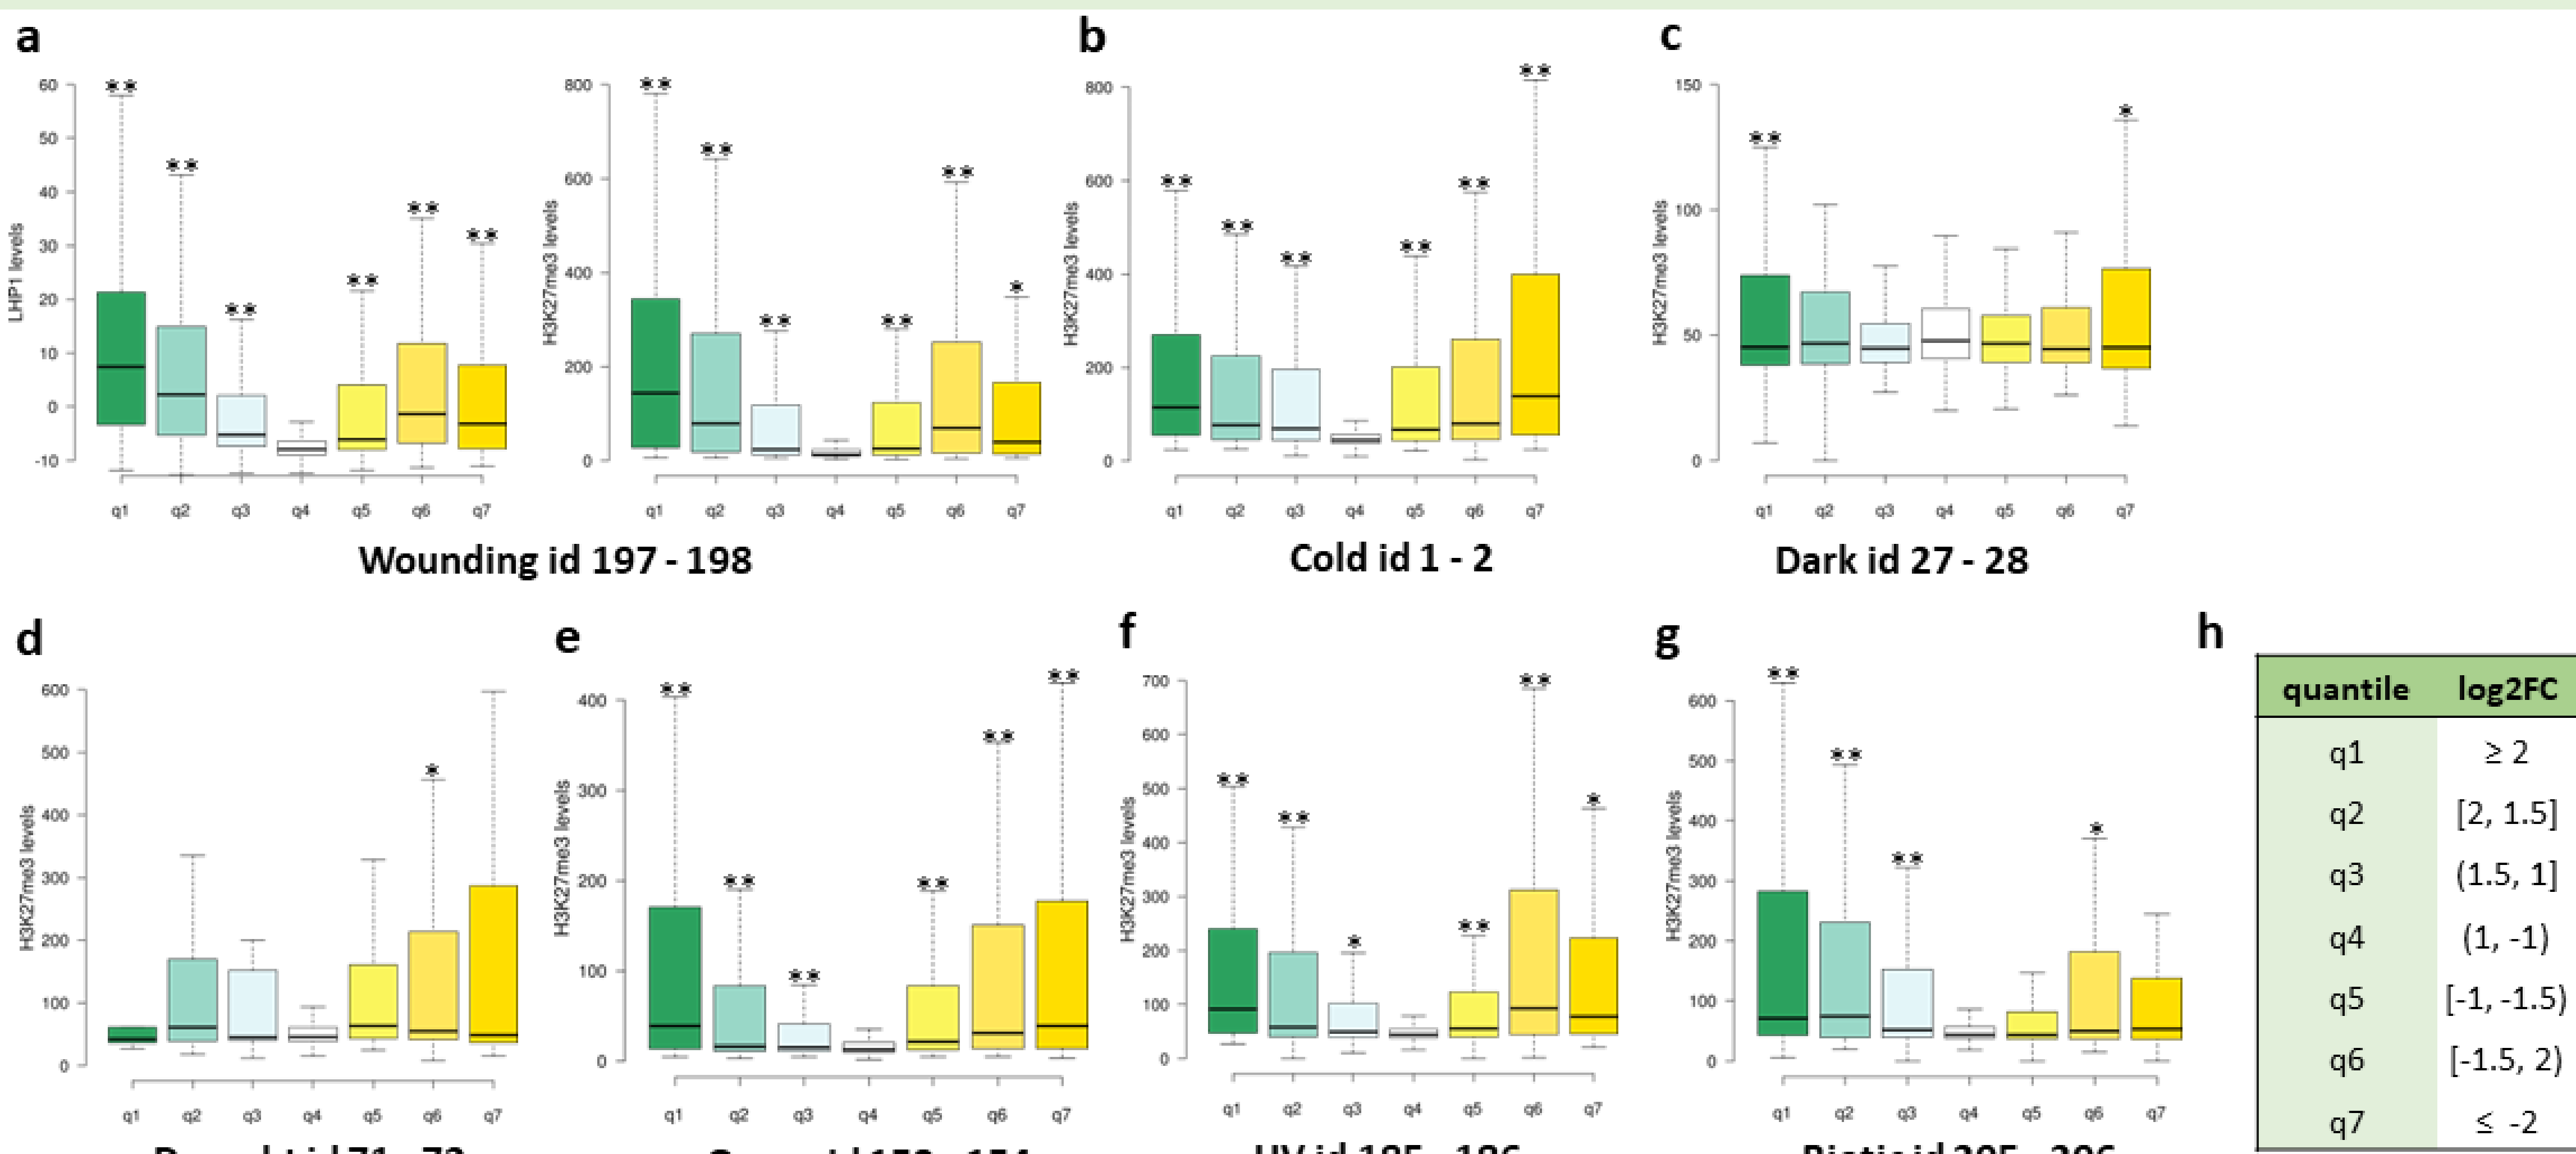 a
b
c
LHP1 levels
60
50
40
30
20
10
0
-10
**
**
**
**
**
**
q1 q2 q3 q4 q5 q6 q7
H3K27me3 levels
800
600
400
200
0
**
**
**
**
**
*
q1 q2 q3 q4 q5 q6 q7
Wounding id 197 - 198
H3K27me3 levels
800
600
400
200
0
**
**
**
**
**
**
q1 q2 q3 q4 q5 q6 q7
Cold id 1 - 2
H3K27me3 levels
150
100
50
0
**
*
q1 q2 q3 q4 q5 q6 q7
Dark id 27 - 28
d
e
f
g
h
H3K27me3 levels
600
500
400
300
200
100
0
*
q1 q2 q3 q4 q5 q6 q7
H3K27me3 levels
400
300
200
100
0
**
**
**
**
**
**
q1 q2 q3 q4 q5 q6 q7
H3K27me3 levels
700
600
500
400
300
200
100
0
**
**
*
**
**
*
q1 q2 q3 q4 q5 q6 q7
UV id 185 - 186
H3K27me3 levels
600
500
400
300
200
100
0
**
**
**
*
q1 q2 q3 q4 q5 q6 q7
quantile log2FC
q1 ≥ 2
q2 [2, 1.5]
q3 (1.5, 1]
q4 (1, -1)
q5 [-1, -1.5)
q6 [-1.5, 2)
q7 ≤ -2